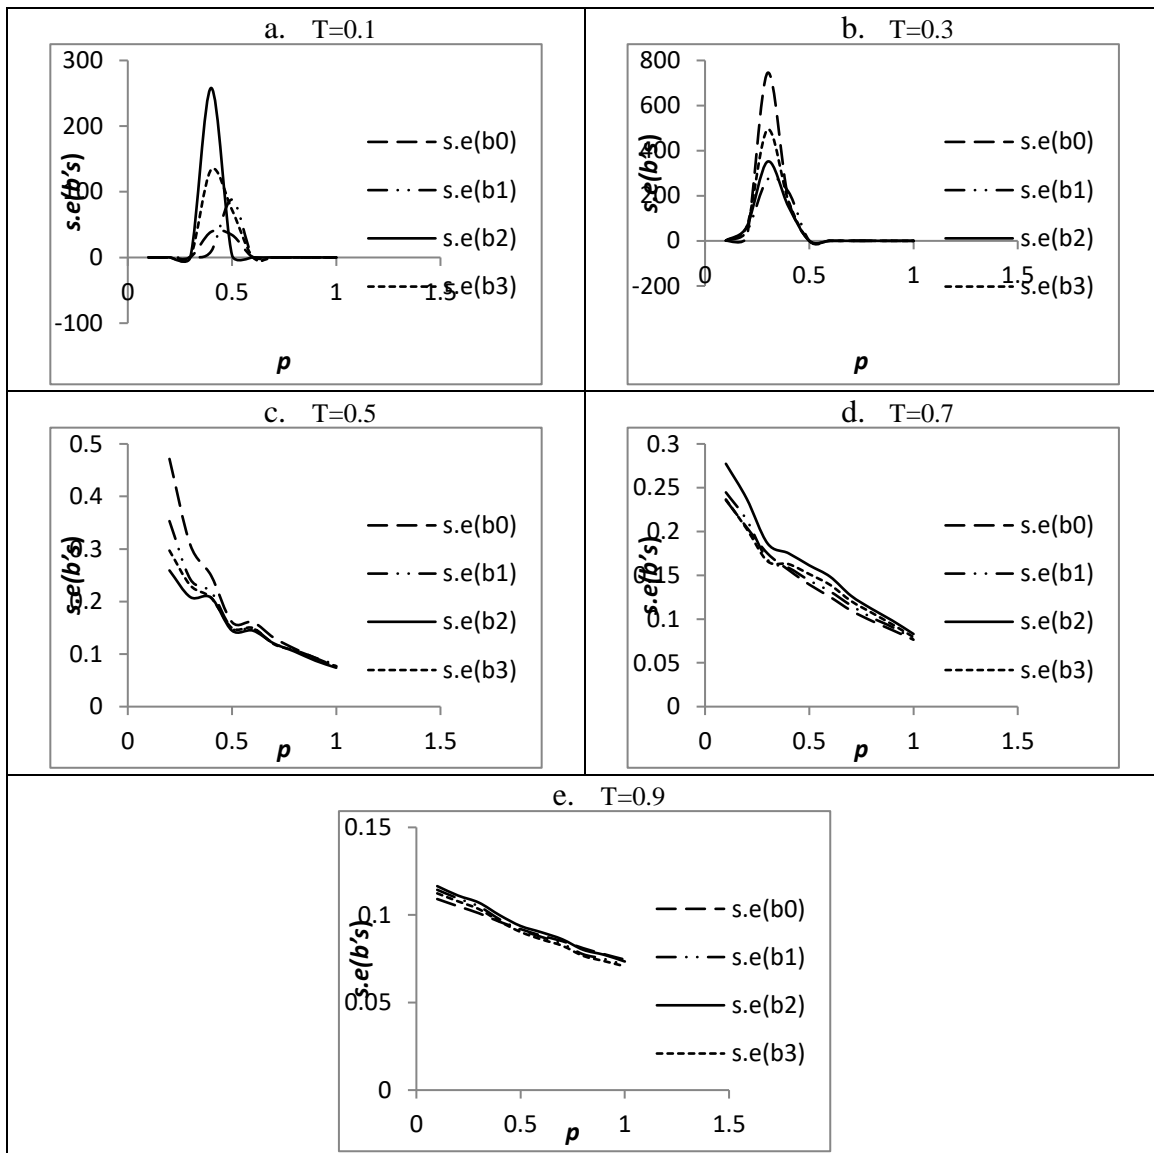 a. T=0.1
300
200
100
0
-100
0
0.5
1
1.5
s.e(b's)
p
s.e(b0)
s.e(b1)
s.e(b2)
s.e(b3)
b. T=0.3
800
600
400
200
0
-200
0
0.5
1
1.5
s.e(b's)
p
s.e(b0)
s.e(b1)
s.e(b2)
s.e(b3)
c. T=0.5
0.5
0.4
0.3
0.2
0.1
0
0
0.5
1
1.5
s.e(b's)
p
s.e(b0)
s.e(b1)
s.e(b2)
s.e(b3)
d. T=0.7
0.3
0.25
0.2
0.15
0.1
0.05
0
0
0.5
1
1.5
s.e(b's)
p
s.e(b0)
s.e(b1)
s.e(b2)
s.e(b3)
e. T=0.9
0.15
0.1
0.05
0
0
0.5
1
1.5
s.e(b's)
p
s.e(b0)
s.e(b1)
s.e(b2)
s.e(b3)